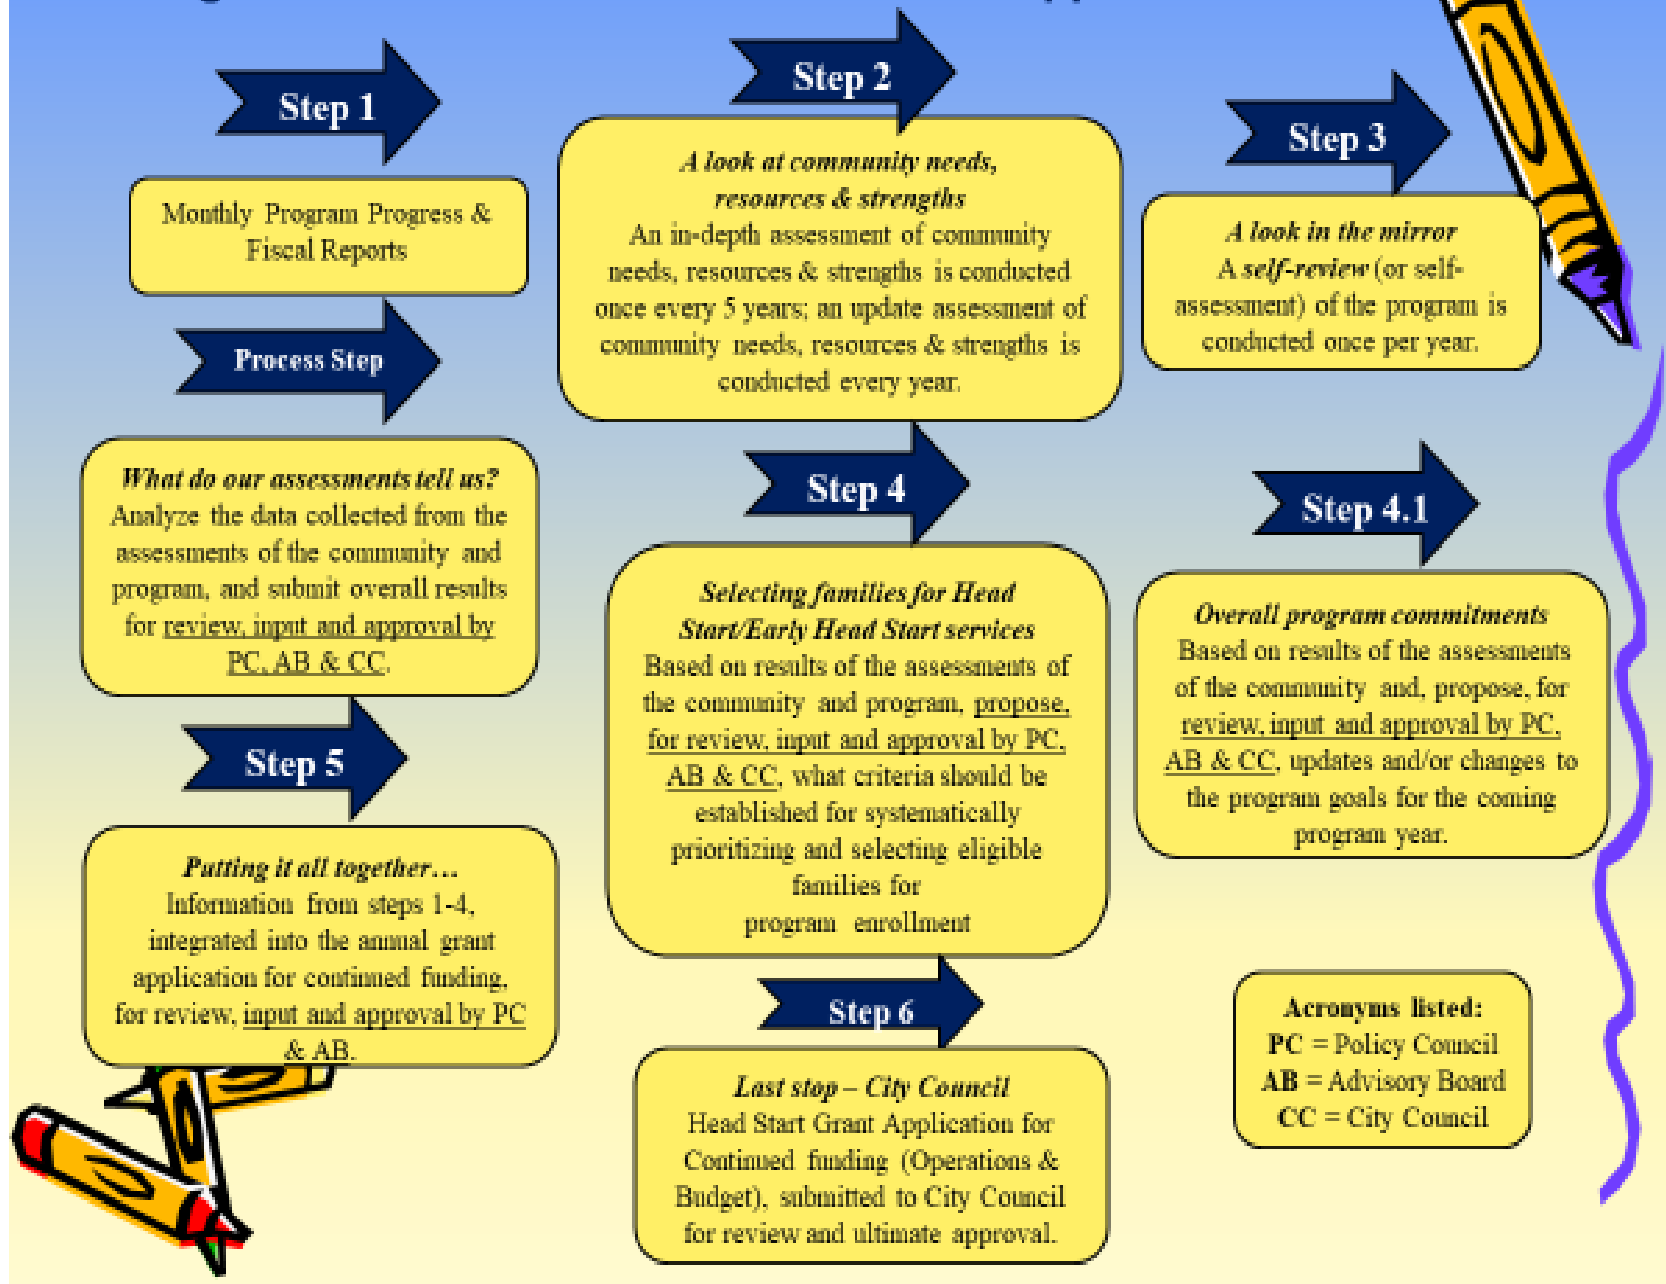 Step 1
Monthly Program Progress &
Fiscal Reports
Step 2
A look at community needs,
resources & strengths
An in-depth assessment of community
needs, resources & strengths is conducted
once every 5 years; an update assessment of
community needs, resources & strengths is
conducted every year.
Step 3
A look in the mirror
A self-review (or self-
assessment) of the program is
conducted once per year.
Process Step
What do our assessments tell us?
Analyze the data collected from the
assessments of the community and
program, and submit overall results
for review, input and approval by
PC, AB & CC.
Step 4
Selecting families for Head
Start/Early Head Start services
Based on results of the assessments of
the community and program, propose,
for review, input and approval by PC,
AB & CC, what criteria should be
established for systematically
prioritizing and selecting eligible
families for
program enrollment
Step 4.1
Overall program commitments
Based on results of the assessments
of the community and, propose, for
review, input and approval by PC,
AB & CC, updates and/or changes to
the program goals for the coming
program year.
Step 5
Putting it all together…
Information from steps 1-4,
integrated into the annual grant
application for continued funding,
for review, input and approval by PC
& AB.
Step 6
Last stop – City Council
Head Start Grant Application for
Continued funding (Operations &
Budget), submitted to City Council
for review and ultimate approval.
Acronyms listed:
PC = Policy Council
AB = Advisory Board
CC = City Council